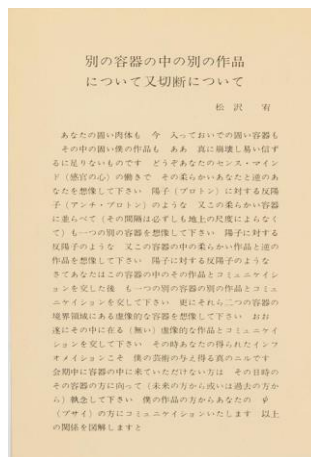 別の容器の中の別の作品
について又切断について
松沢 宥
あなたの固い肉体も 今 入っておいでの固い容器も
その中の固い僕の作品も ああ 真に崩壊し易い信ず
るに足りないものです どうぞあなたのセンス・マイン
ド（感官の心）の働きで その柔らかいあなたと逆のあ
なたを想像して下さい 陽子（プロトン）に対する反陽
子（アンチ・プロトン）のような 又この柔らかい容器
に並らべて（その間隔は必ずしも地上の尺度によらなく
て）も一つの別の容器を想像して下さい 陽子に対する
反陽子のような 又この容器の中の柔らかい作品と逆の
作品を想像して下さい 陽子に対する反陽子のような
さてあなたはこの容器の中のその作品とコミュニケイシ
ョンを交した後 も一つの別の容器の別の作品とコミュ
ニケイションを交して下さい 更にそれら二つの容器の
境界領域にある虚像的な容器を想像して下さい おお
遂にその中に在る（無い）虚像的な作品とコミュニケイ
ションを交して下さい その時あなたの得られたインフ
オメイションこそ 僕の芸術の与え得る真のニルです
会期中に容器の中に来ていただけない方は その日時の
その容器の方に向って（未来の方から或いは過去の方か
ら）執念して下さい 僕の作品の方からあなたの ψ
（プサイ）の方にコミュニケイションいたします 以上
の関係を図解しますと